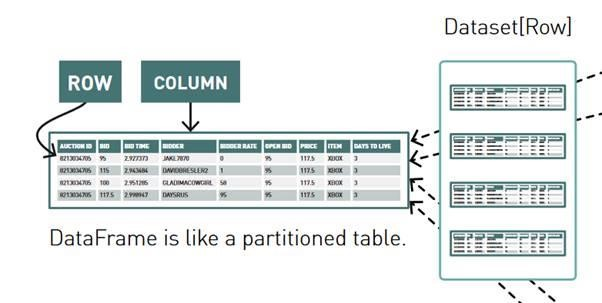 Dataset[Row]
ROW
COLUMN
AUCTION ID BID BID TIME BIDDER BIDDER RATE OPEN BID PRICE ITEM DAYS TO LIVE
8213034705 95 2.927373 JAKE7870 0 95 117.5 XBOX 3
8213034705 115 2.943484 DAVIDBRESLER2 1 95 117.5 XBOX 3
8213034705 100 2.951285 GLADIMACOWGIRL 58 95 117.5 XBOX 3
8213034705 117.5 2.998947 DAYSRUS 95 95 117.5 XBOX 3
DataFrame is like a partitioned table.